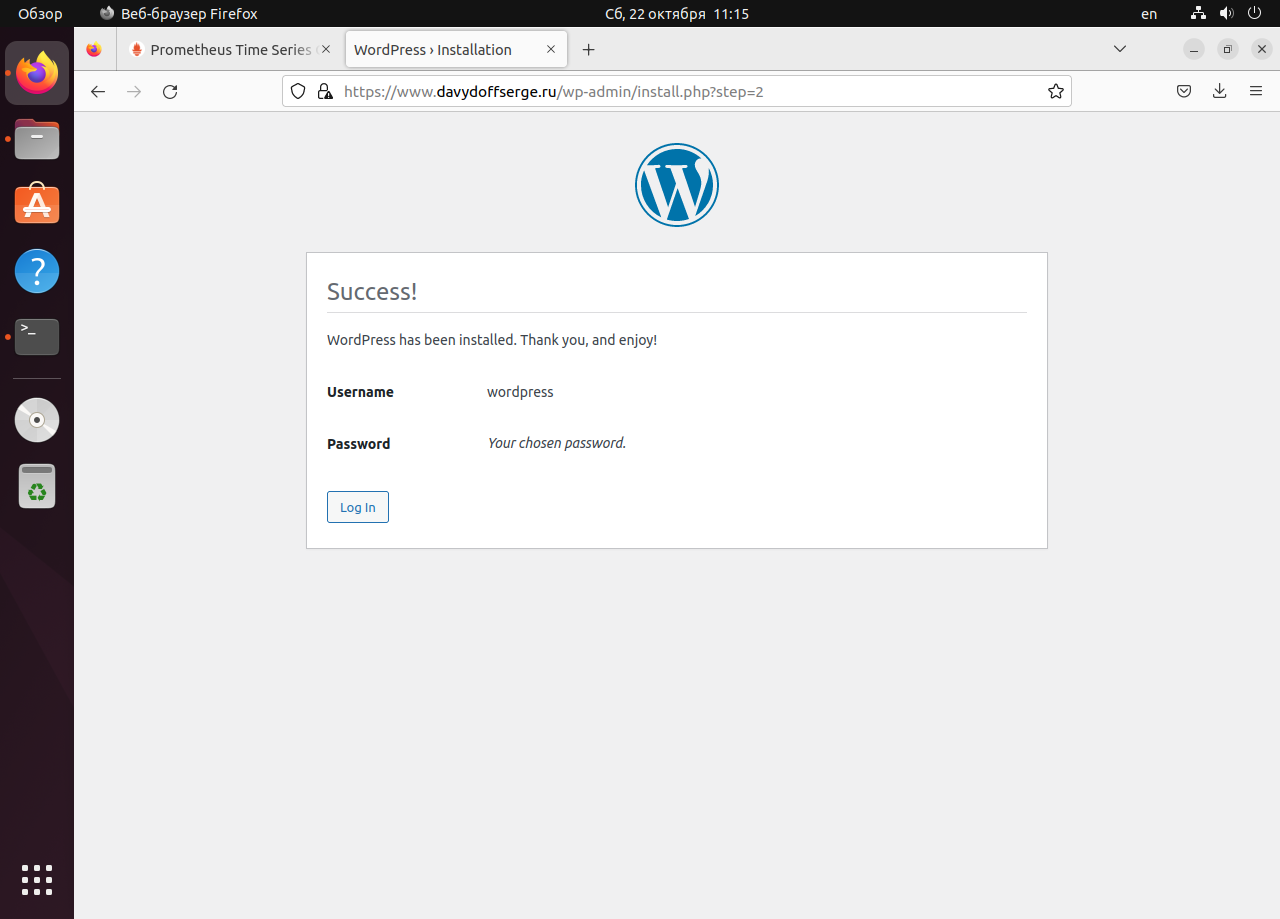 Обзор
Веб-браузер Firefox
Сб, 22 октября 11:15
en
Prometheus Time Series
WordPress › Installation
https://www.davydoffserge.ru/wp-admin/install.php?step=2
Success!
WordPress has been installed. Thank you, and enjoy!
Username wordpress
Password Your chosen password.
Log In